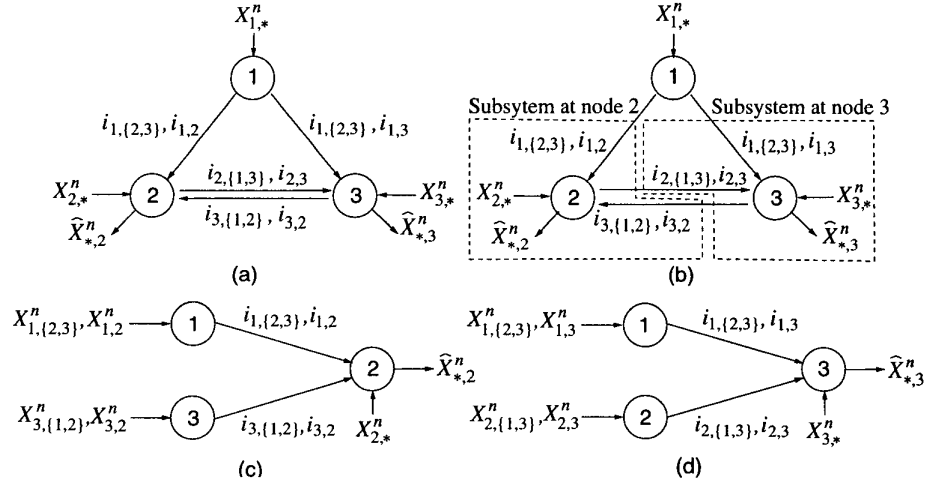 X^n_{1,*}
1
i_{1,{2,3}}, i_{1,2}
i_{1,{2,3}}, i_{1,3}
X^n_{2,*}
2
i_{2,{1,3}}, i_{2,3}
i_{3,{1,2}}, i_{3,2}
3
X^n_{3,*}
X̂^n_{*,2}
X̂^n_{*,3}
(a)
X^n_{1,*}
1
Subsytem at node 2
Subsystem at node 3
i_{1,{2,3}}, i_{1,2}
i_{1,{2,3}}, i_{1,3}
X^n_{2,*}
2
i_{2,{1,3}}, i_{2,3}
i_{3,{1,2}}, i_{3,2}
3
X^n_{3,*}
X̂^n_{*,2}
X̂^n_{*,3}
(b)
X^n_{1,{2,3}}, X^n_{1,2}
1
i_{1,{2,3}}, i_{1,2}
2
X̂^n_{*,2}
X^n_{3,{1,2}}, X^n_{3,2}
3
i_{3,{1,2}}, i_{3,2}
X^n_{2,*}
(c)
X^n_{1,{2,3}}, X^n_{1,3}
1
i_{1,{2,3}}, i_{1,3}
3
X̂^n_{*,3}
X^n_{2,{1,3}}, X^n_{2,3}
2
i_{2,{1,3}}, i_{2,3}
X^n_{3,*}
(d)